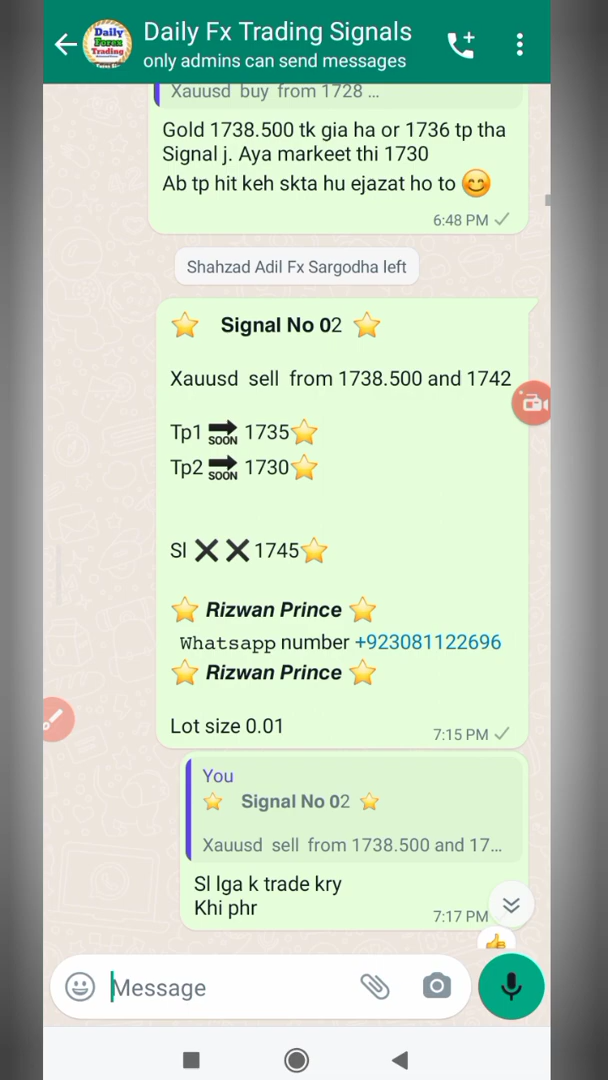 Daily Fx Trading Signals
only admins can send messages
Daily
Forex
Trading
Xauusd buy from 1728 ...
Gold 1738.500 tk gia ha or 1736 tp tha
Signal j. Aya markeet thi 1730
Ab tp hit keh skta hu ejazat ho to 😊
6:48 PM
Shahzad Adil Fx Sargodha left
⭐ Signal No 02 ⭐
Xauusd sell from 1738.500 and 1742
Tp1 🔜 1735⭐
Tp2 🔜 1730⭐
Sl ❌ ❌ 1745⭐
⭐ Rizwan Prince ⭐
Whatsapp number +923081122696
⭐ Rizwan Prince ⭐
Lot size 0.01
7:15 PM
You
⭐ Signal No 02 ⭐
Xauusd sell from 1738.500 and 17...
Sl lga k trade kry
Khi phr
7:17 PM
Message